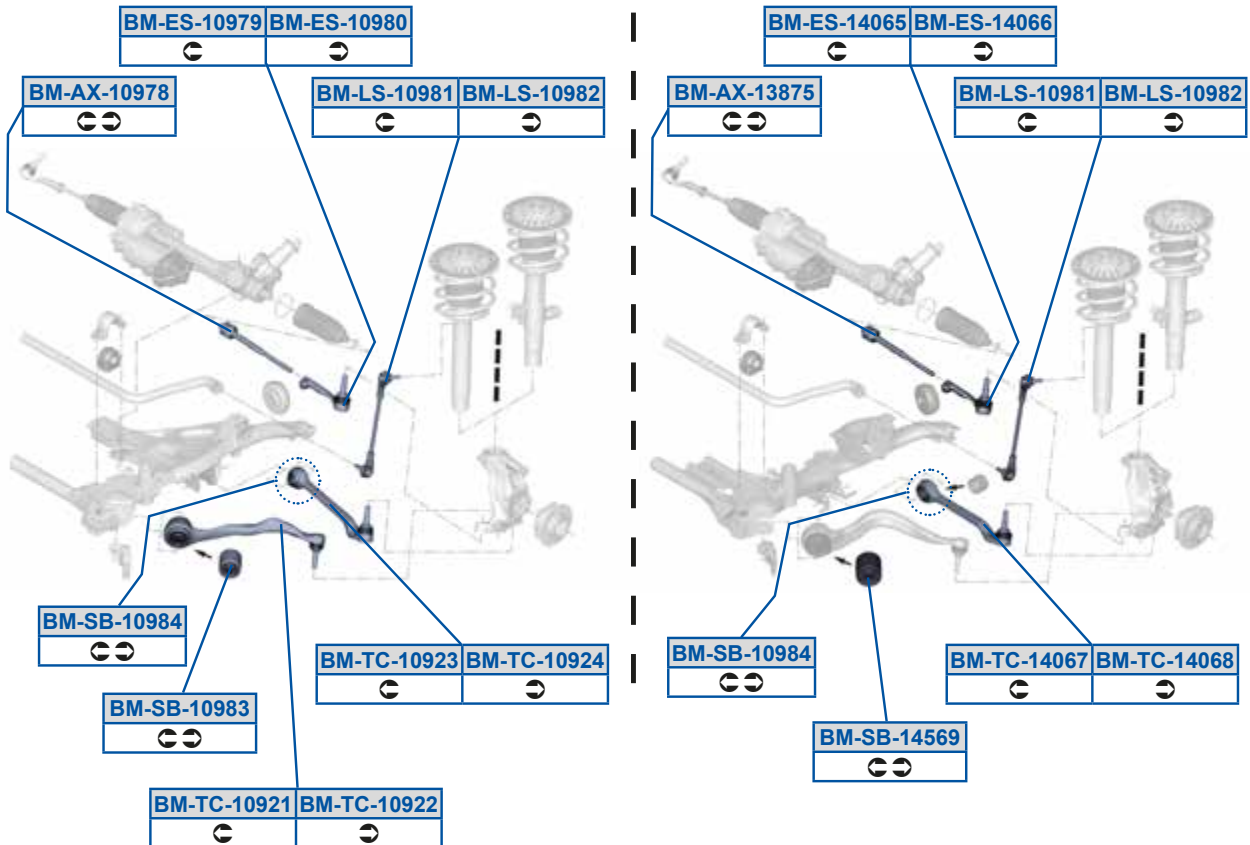 BM-ES-10979 BM-ES-10980
BM-AX-10978
BM-LS-10981 BM-LS-10982
BM-SB-10984
BM-TC-10923 BM-TC-10924
BM-SB-10983
BM-TC-10921 BM-TC-10922
BM-ES-14065 BM-ES-14066
BM-AX-13875
BM-LS-10981 BM-LS-10982
BM-SB-10984
BM-TC-14067 BM-TC-14068
BM-SB-14569